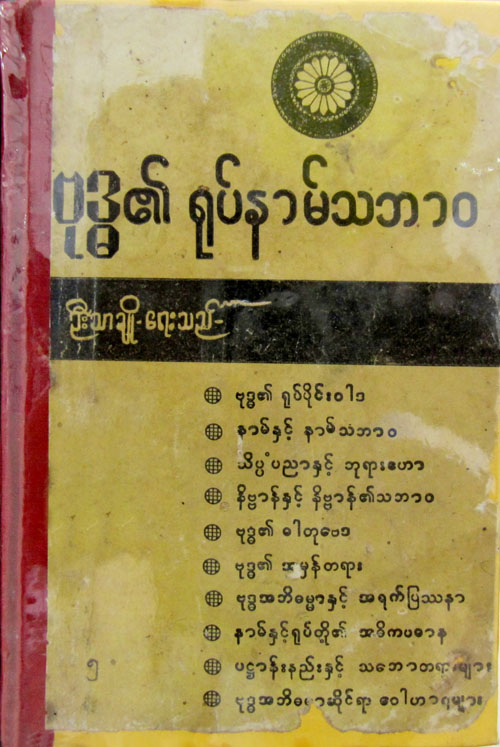 ဗုဒ္ဓ၏ ရုပ်နာမ်သဘာဝ
ဦးသာချို ရေးသည်
ဗုဒ္ဓ၏ ရုပ်ပိုင်းဝါဒ
နာမ်နှင့် နာမ်သဘာဝ
သိပ္ပံပညာနှင့် ဘုရားဟော
နိဗ္ဗာန်နှင့် နိဗ္ဗာန်၏သဘာဝ
ဗုဒ္ဓ၏ ဓါတုဗေဒ
ဗုဒ္ဓ၏ အမှန်တရား
ဗုဒ္ဓအဘိဓမ္မာနှင့် အရက်ပြဿနာ
နာမ်နှင့်ရုပ်တို့၏ အဓိကပဓာန
ပဋ္ဌာန်းနည်းနှင့် သဘောတရားများ
ဗုဒ္ဓအဘိဓမ္မာဆိုင်ရာ ဝေါဟာရများ
၅